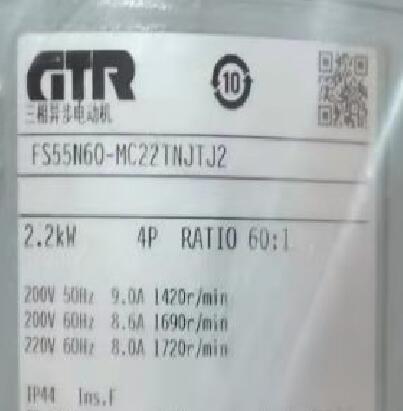 GTR
10
三相异步电动机
FS55N60-MC22TNJTJ2
2.2kW 4P RATIO 60:1
200V 50Hz 9.0A 1420r/min
200V 60Hz 8.6A 1690r/min
220V 60Hz 8.0A 1720r/min
IP44 Ins.F